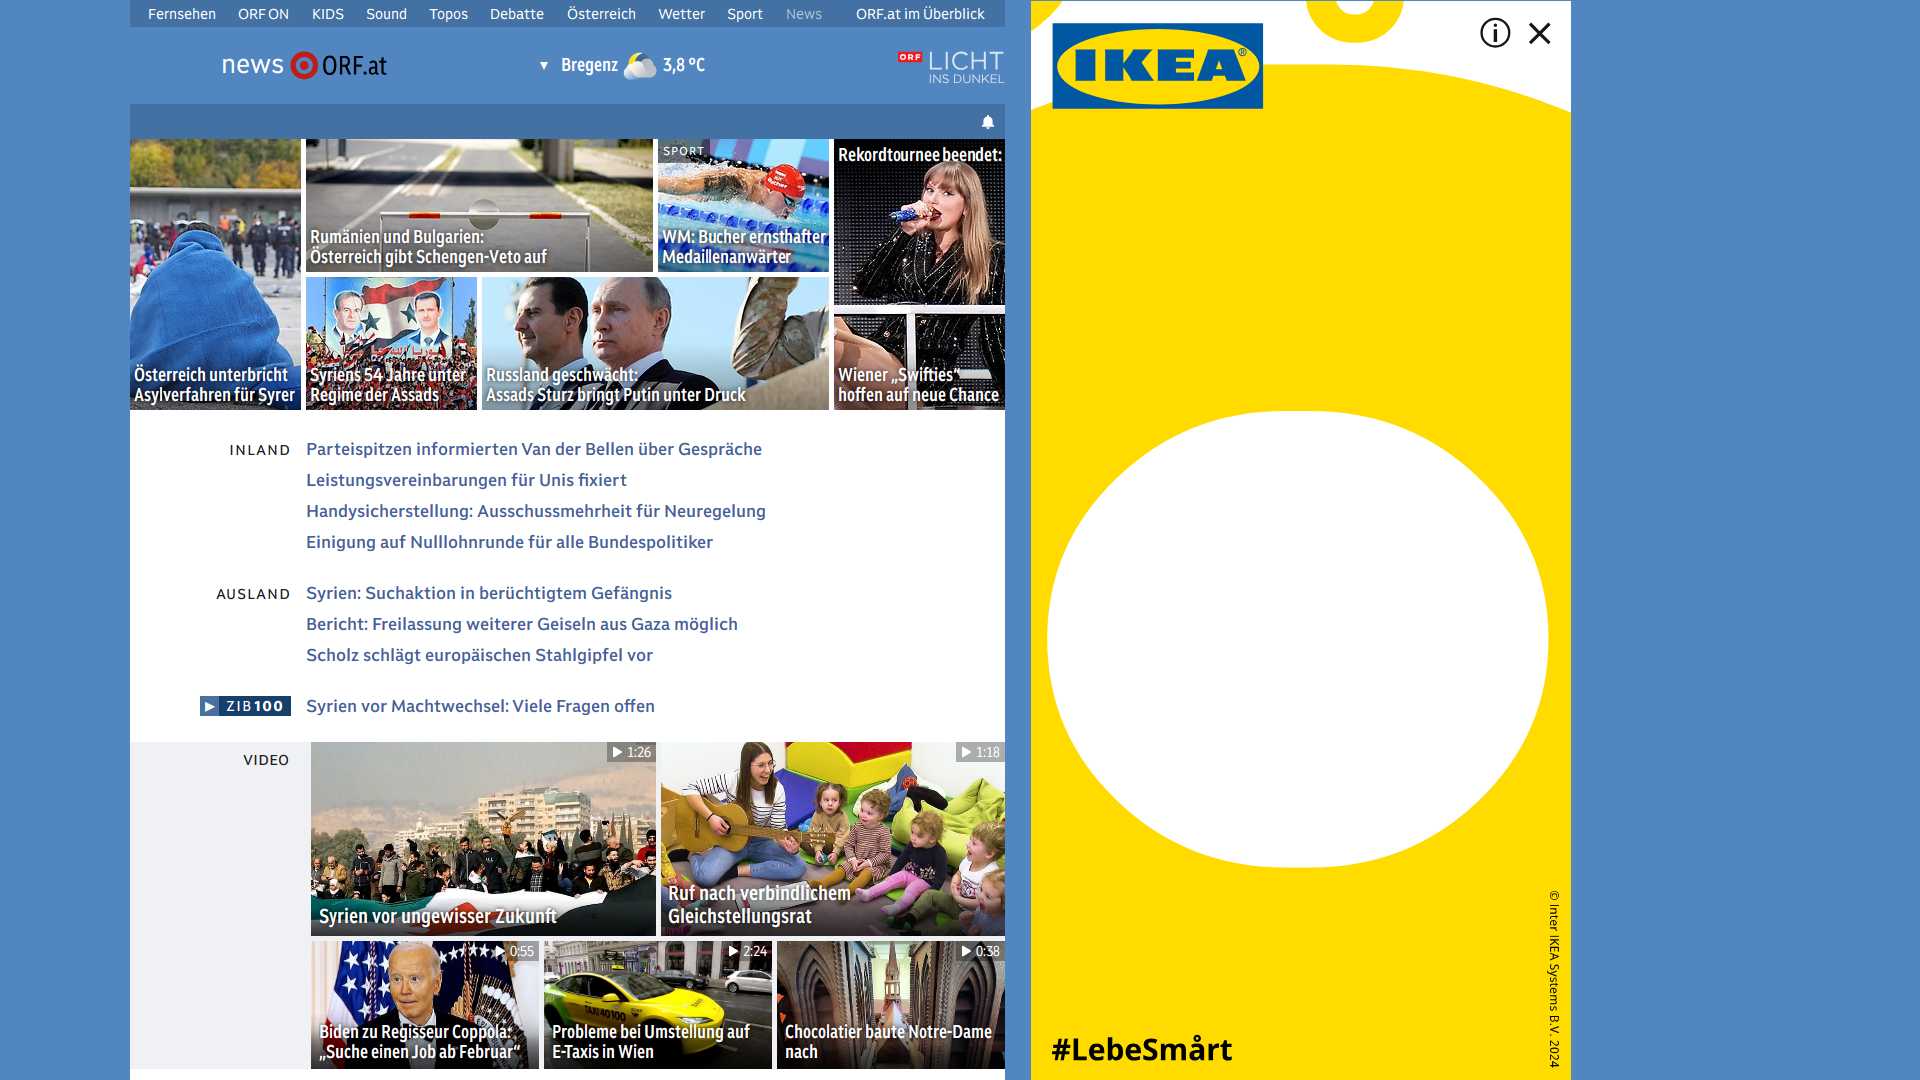 Fernsehen ORF ON KIDS Sound Topos Debatte Österreich Wetter Sport News ORF.at im Überblick
news ORF.at
▼ Bregenz 3,8 °C
ORF LICHT
INS DUNKEL
Österreich unterbricht
Asylverfahren für Syrer
Rumänien und Bulgarien:
Österreich gibt Schengen-Veto auf
SPORT
WM: Bucher ernsthafter
Medaillenanwärter
Rekordtournee beendet:
Syriens 54 Jahre unter
Regime der Assads
Russland geschwächt:
Assads Sturz bringt Putin unter Druck
Wiener „Swifties“
hoffen auf neue Chance
INLAND
Parteispitzen informierten Van der Bellen über Gespräche
Leistungsvereinbarungen für Unis fixiert
Handysicherstellung: Ausschussmehrheit für Neuregelung
Einigung auf Nulllohnrunde für alle Bundespolitiker
AUSLAND
Syrien: Suchaktion in berüchtigtem Gefängnis
Bericht: Freilassung weiterer Geiseln aus Gaza möglich
Scholz schlägt europäischen Stahlgipfel vor
ZIB100
Syrien vor Machtwechsel: Viele Fragen offen
VIDEO
1:26
Syrien vor ungewisser Zukunft
1:18
Ruf nach verbindlichem
Gleichstellungsrat
0:55
Biden zu Regisseur Coppola:
„Suche einen Job ab Februar“
2:24
TAXI 40100
Probleme bei Umstellung auf
E-Taxis in Wien
0:38
Chocolatier baute Notre-Dame
nach
IKEA®
#LebeSmårt
© Inter IKEA Systems B.V. 2024